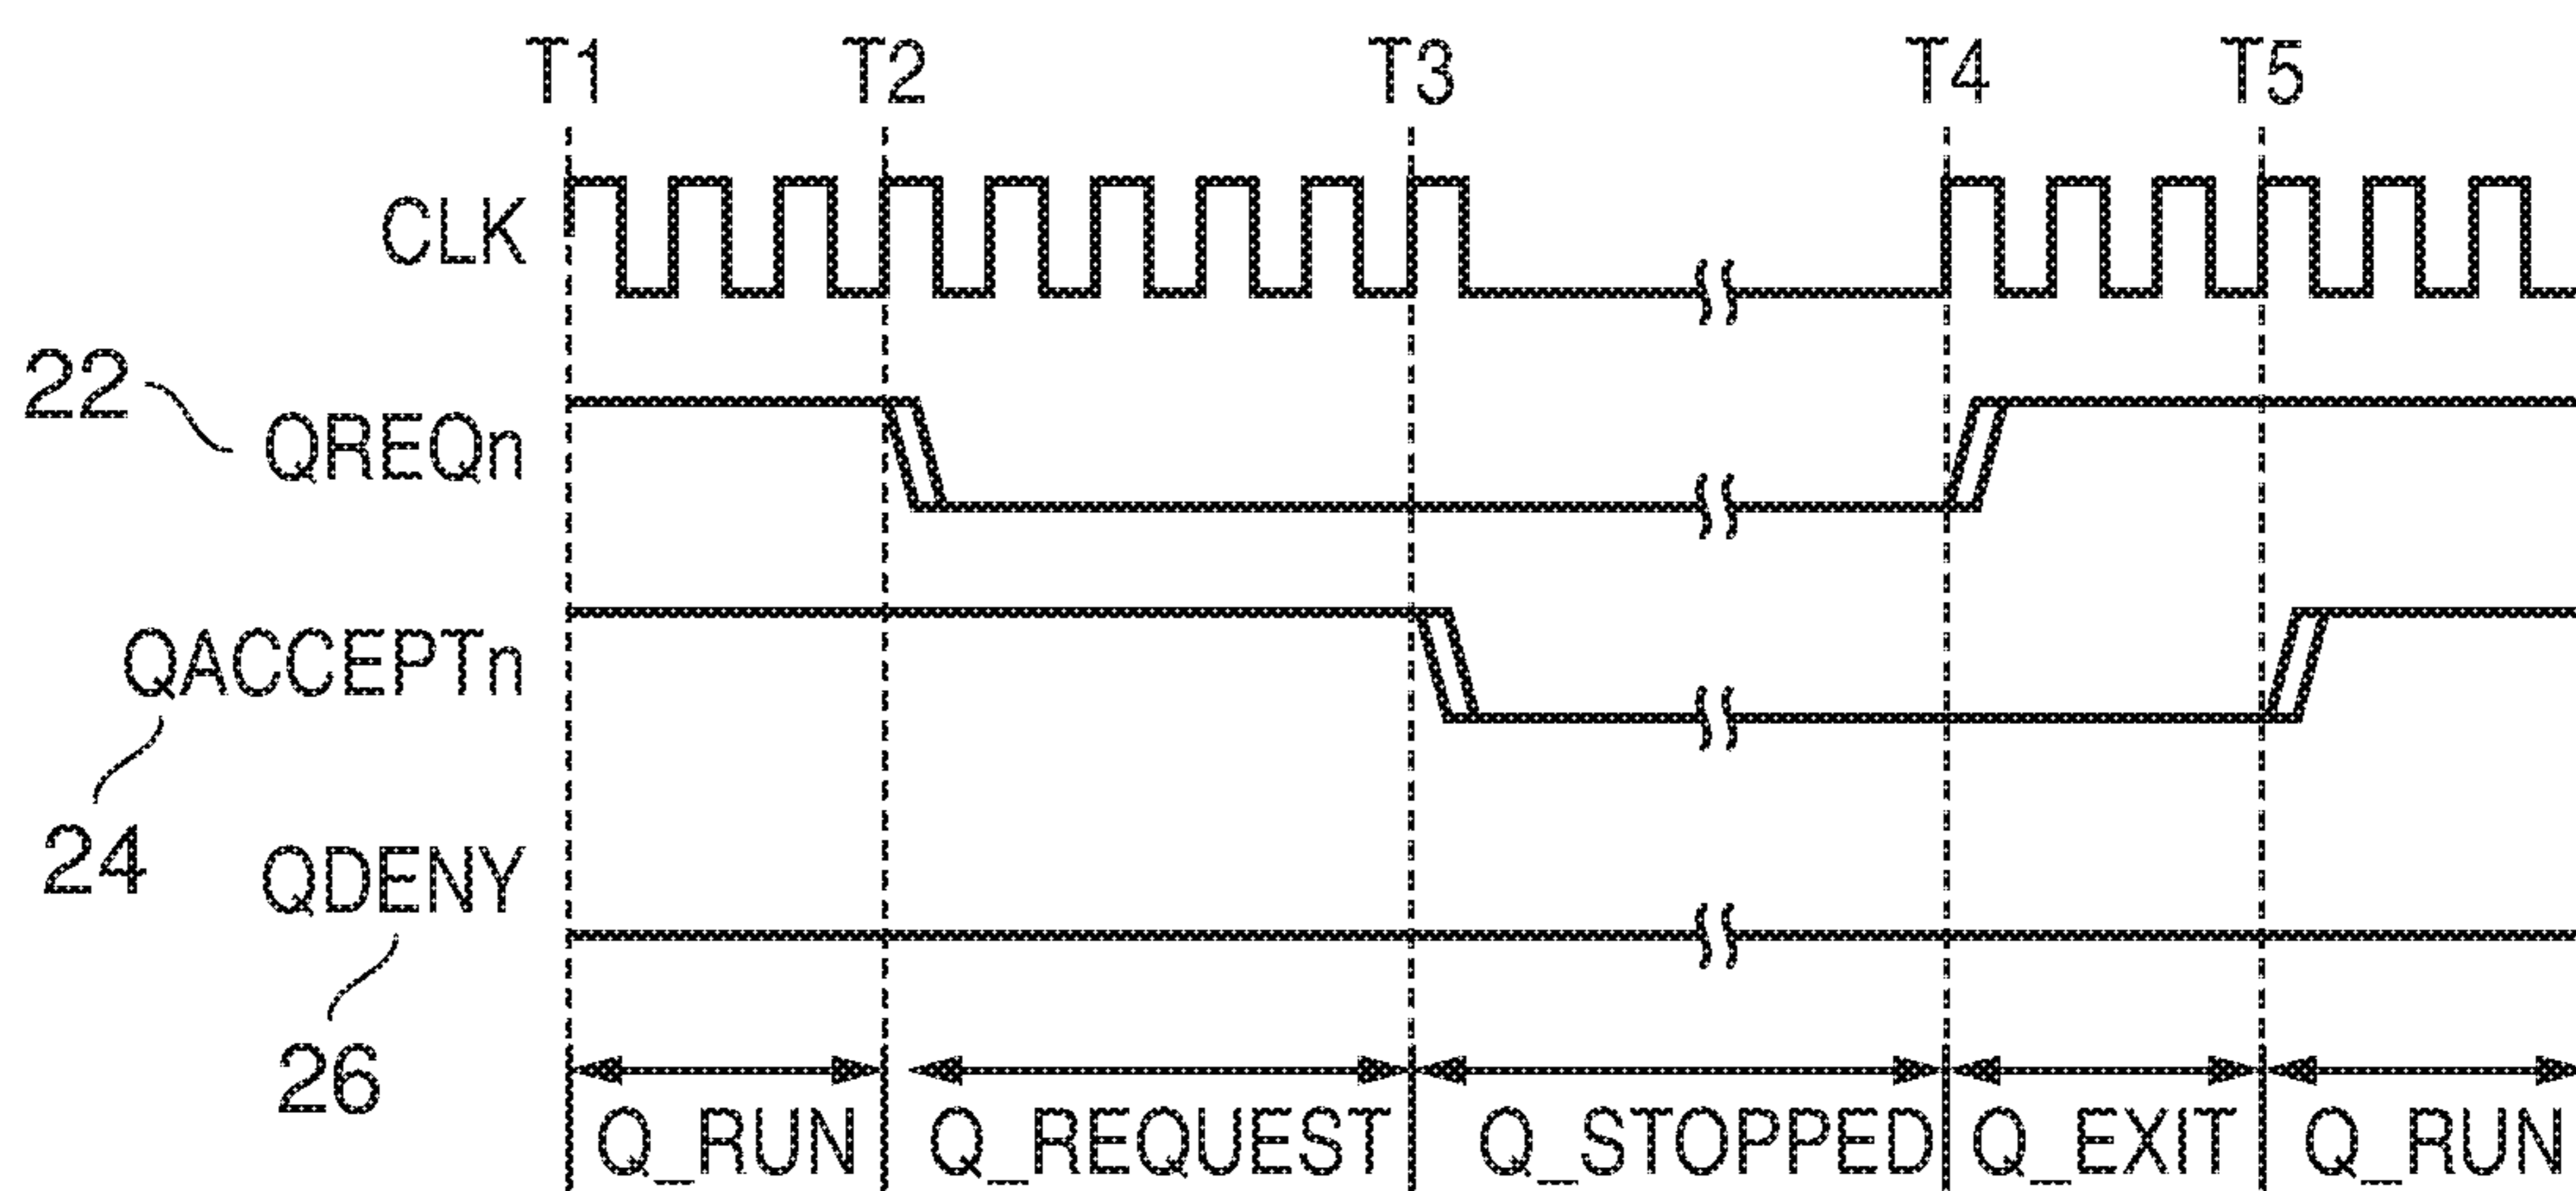 T1 T2 T3 T4 T5
CLK
22
QREQn
QACCEPTn
24
QDENY
26
Q_RUN Q_REQUEST Q_STOPPED Q_EXIT Q_RUN